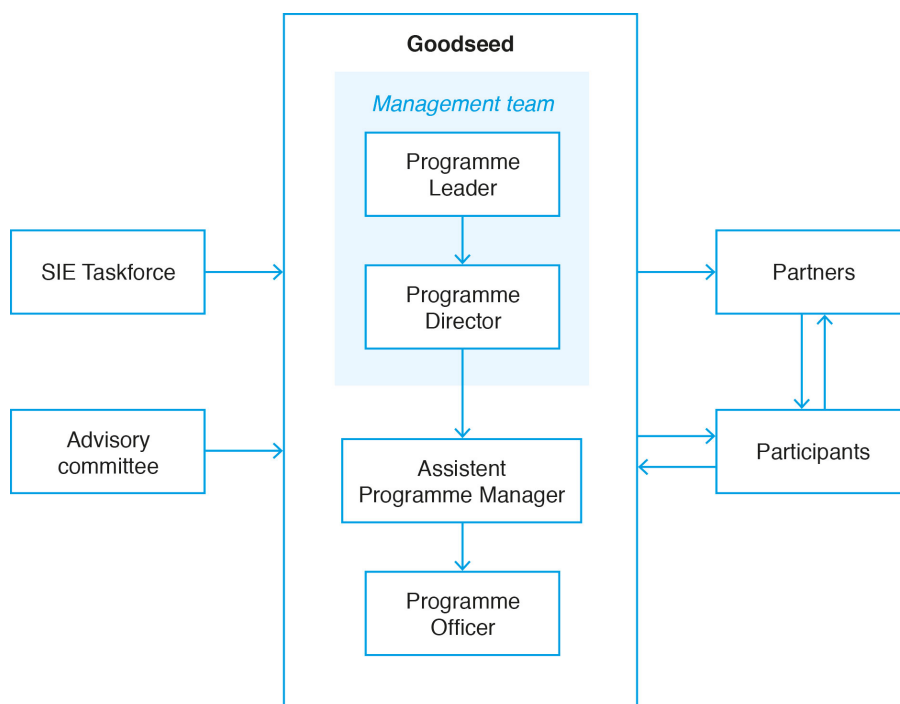 Goodseed
Management team
Programme
Leader
SIE Taskforce
Programme
Director
Partners
Advisory
committee
Assistent
Programme Manager
Participants
Programme
Officer